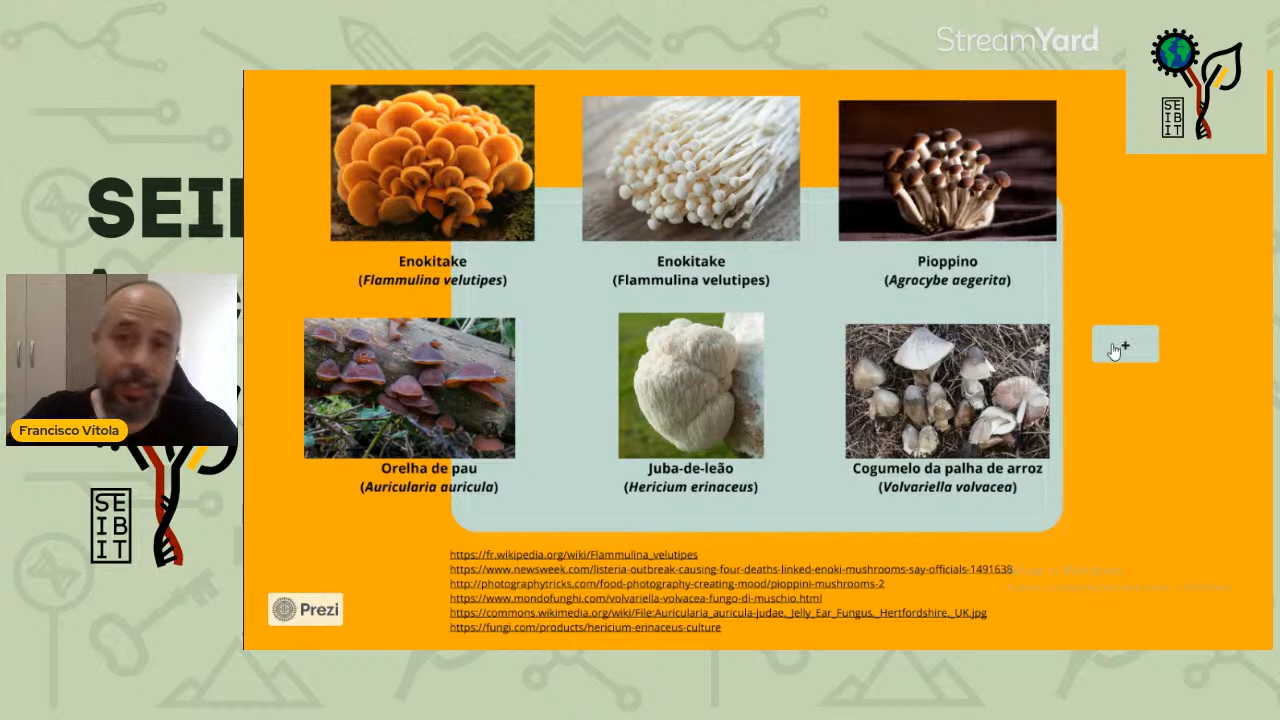 StreamYard
SE
IB
IT
SEI
Enokitake
(Flammulina velutipes)
Enokitake
(Flammulina velutipes)
Pioppino
(Agrocybe aegerita)
Orelha de pau
(Auricularia auricula)
Juba-de-leão
(Hericium erinaceus)
Cogumelo da palha de arroz
(Volvariella volvacea)
+
Francisco Vítola
SE
IB
IT
https://fr.wikipedia.org/wiki/Flammulina_velutipes
https://www.newsweek.com/listeria-outbreak-causing-four-deaths-linked-enoki-mushrooms-say-officials-1491638
http://photographytricks.com/food-photography-creating-mood/pioppini-mushrooms-2
https://www.mondofunghi.com/volvariella-volvacea-fungo-di-muschio.html
https://commons.wikimedia.org/wiki/File:Auricularia_auricula-judae,_Jelly_Ear_Fungus,_Hertfordshire,_UK.jpg
https://fungi.com/products/hericium-erinaceus-culture
Prezi